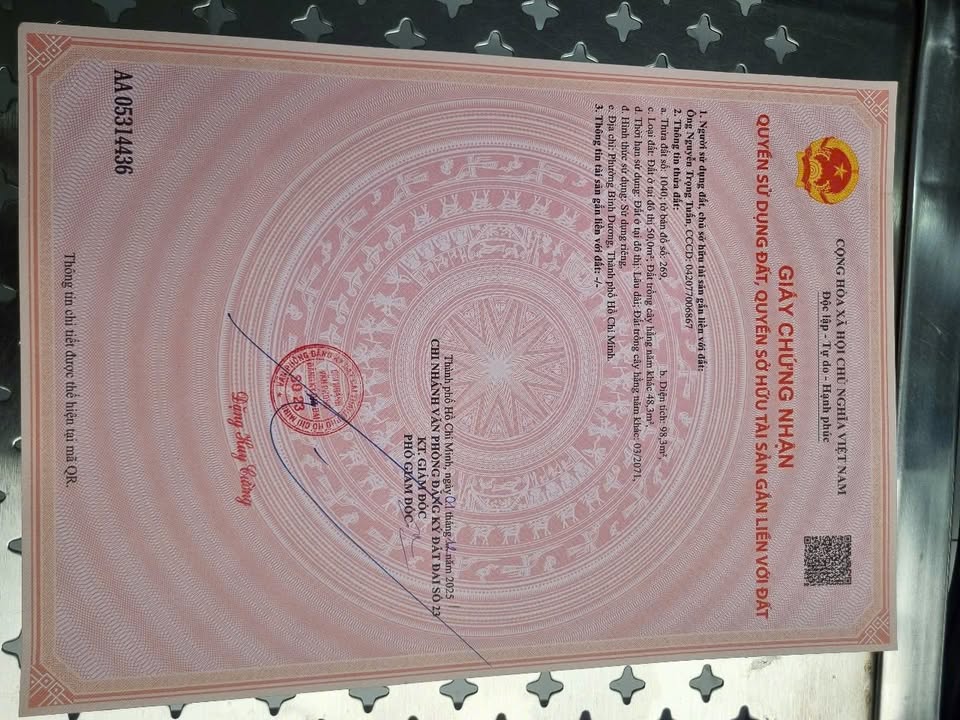 CỘNG HÒA XÃ HỘI CHỦ NGHĨA VIỆT NAM
Độc lập - Tự do - Hạnh phúc
GIẤY CHỨNG NHẬN
QUYỀN SỬ DỤNG ĐẤT, QUYỀN SỞ HỮU TÀI SẢN GẮN LIỀN VỚI ĐẤT
1. Người sử dụng đất, chủ sở hữu tài sản gắn liền với đất:
Ông Nguyễn Trọng Tuấn, CCCD: 042077006867
2. Thông tin thửa đất:
a. Thửa đất số: 1040; tờ bản đồ số: 269, b. Diện tích: 98,3m²,
c. Loại đất: Đất ở tại đô thị 50,0m²; Đất trồng cây hằng năm khác 48,3m²,
d. Thời hạn sử dụng: Đất ở tại đô thị: Lâu dài; Đất trồng cây hằng năm khác: 03/2071,
đ. Hình thức sử dụng: Sử dụng riêng,
e. Địa chỉ: Phường Bình Dương, Thành phố Hồ Chí Minh.
3. Thông tin tài sản gắn liền với đất: -/-
Thành phố Hồ Chí Minh, ngày 01 tháng 12 năm 2025
CHI NHÁNH VĂN PHÒNG ĐĂNG KÝ ĐẤT ĐAI SỐ 23
KT. GIÁM ĐỐC
PHÓ GIÁM ĐỐC
Đặng Huy Cường
AA 05314436
Thông tin chi tiết được thể hiện tại mã QR.